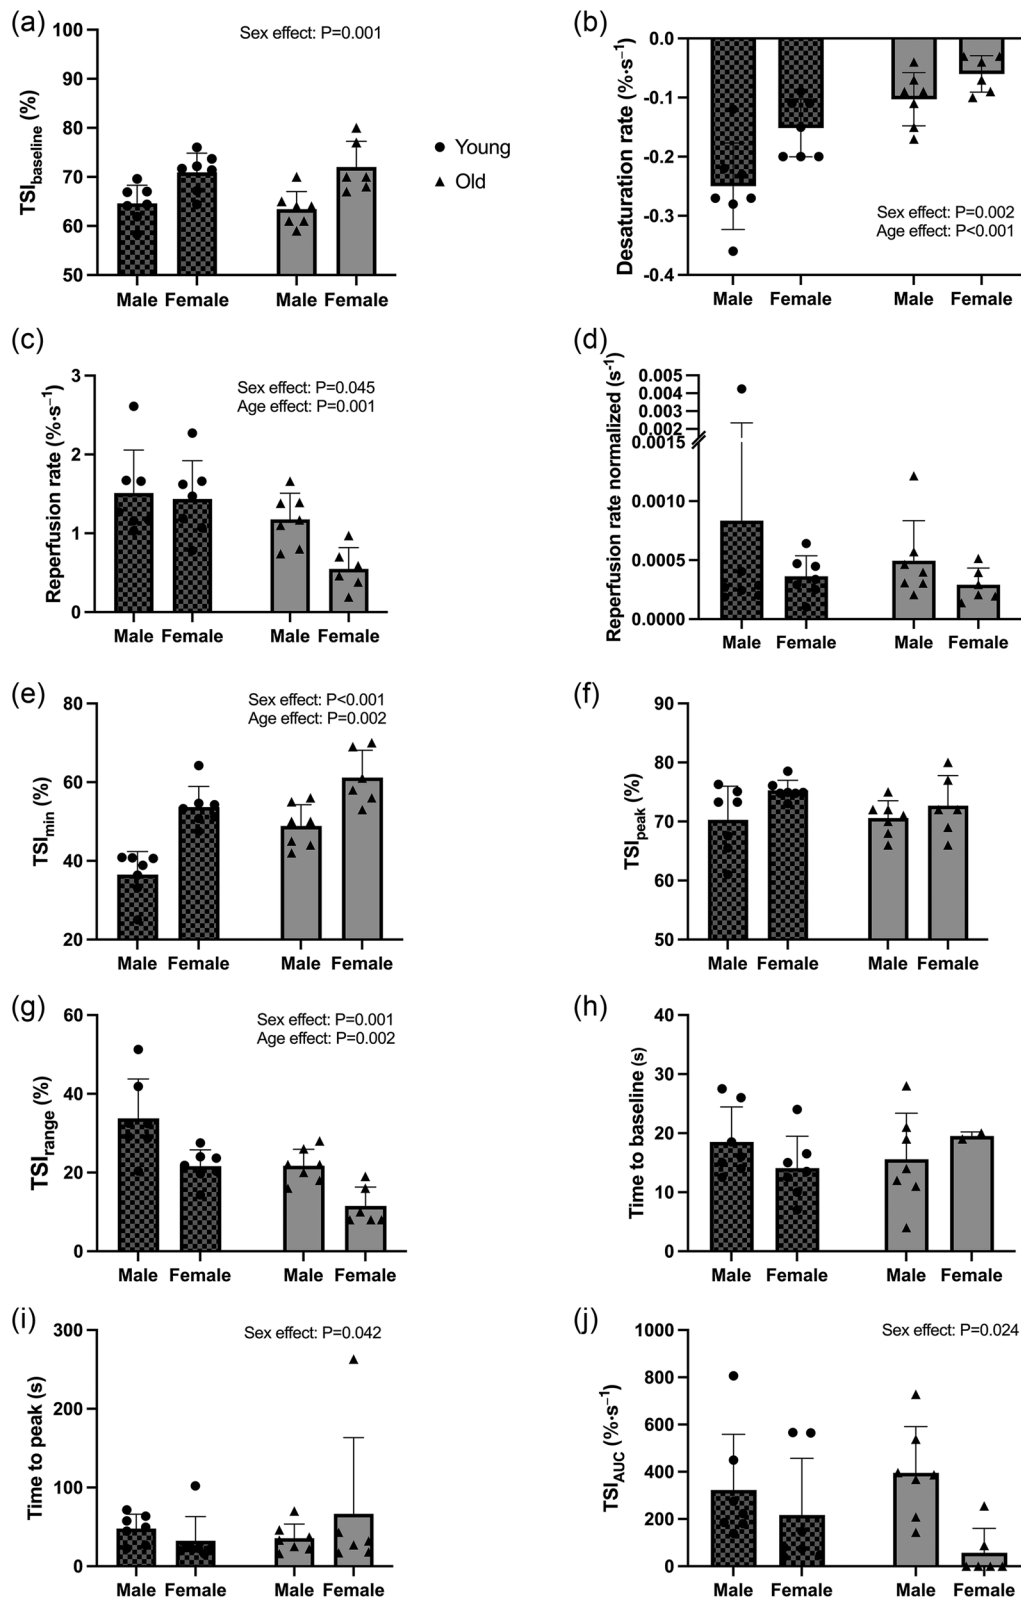 (a)
Sex effect: P=0.001
TSIbaseline (%)
100
90
80
70
60
50
Male Female Male Female
Young
Old
(b)
Desaturation rate (%·s−1)
0.0
-0.1
-0.2
-0.3
-0.4
Sex effect: P=0.002
Age effect: P<0.001
Male Female Male Female
(c)
Reperfusion rate (%·s−1)
3
2
1
0
Sex effect: P=0.045
Age effect: P=0.001
Male Female Male Female
(d)
Reperfusion rate normalized (s−1)
0.005
0.004
0.003
0.002
0.0015
0.0010
0.0005
0.0000
Male Female Male Female
(e)
TSImin (%)
80
60
40
20
Sex effect: P<0.001
Age effect: P=0.002
Male Female Male Female
(f)
TSIpeak (%)
90
80
70
60
50
Male Female Male Female
(g)
TSIrange (%)
60
40
20
0
Sex effect: P=0.001
Age effect: P=0.002
Male Female Male Female
(h)
Time to baseline (s)
40
30
20
10
0
Male Female Male Female
(i)
Time to peak (s)
300
200
100
0
Sex effect: P=0.042
Male Female Male Female
(j)
TSIAUC (%·s−1)
1000
800
600
400
200
0
Sex effect: P=0.024
Male Female Male Female